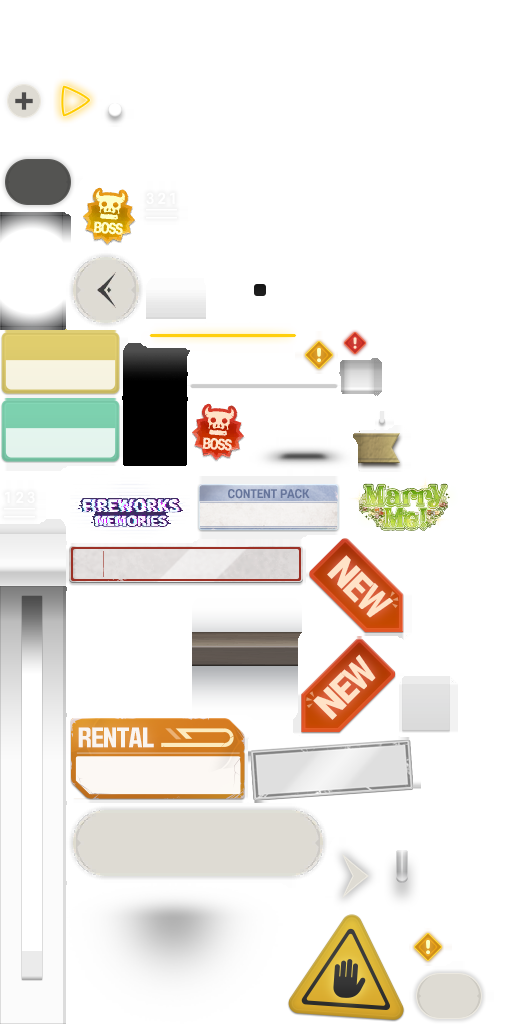 321
BOSS
BOSS
123
FIREWORKS
MEMORIES
CONTENT PACK
Marry
Me!
NEW
NEW
RENTAL